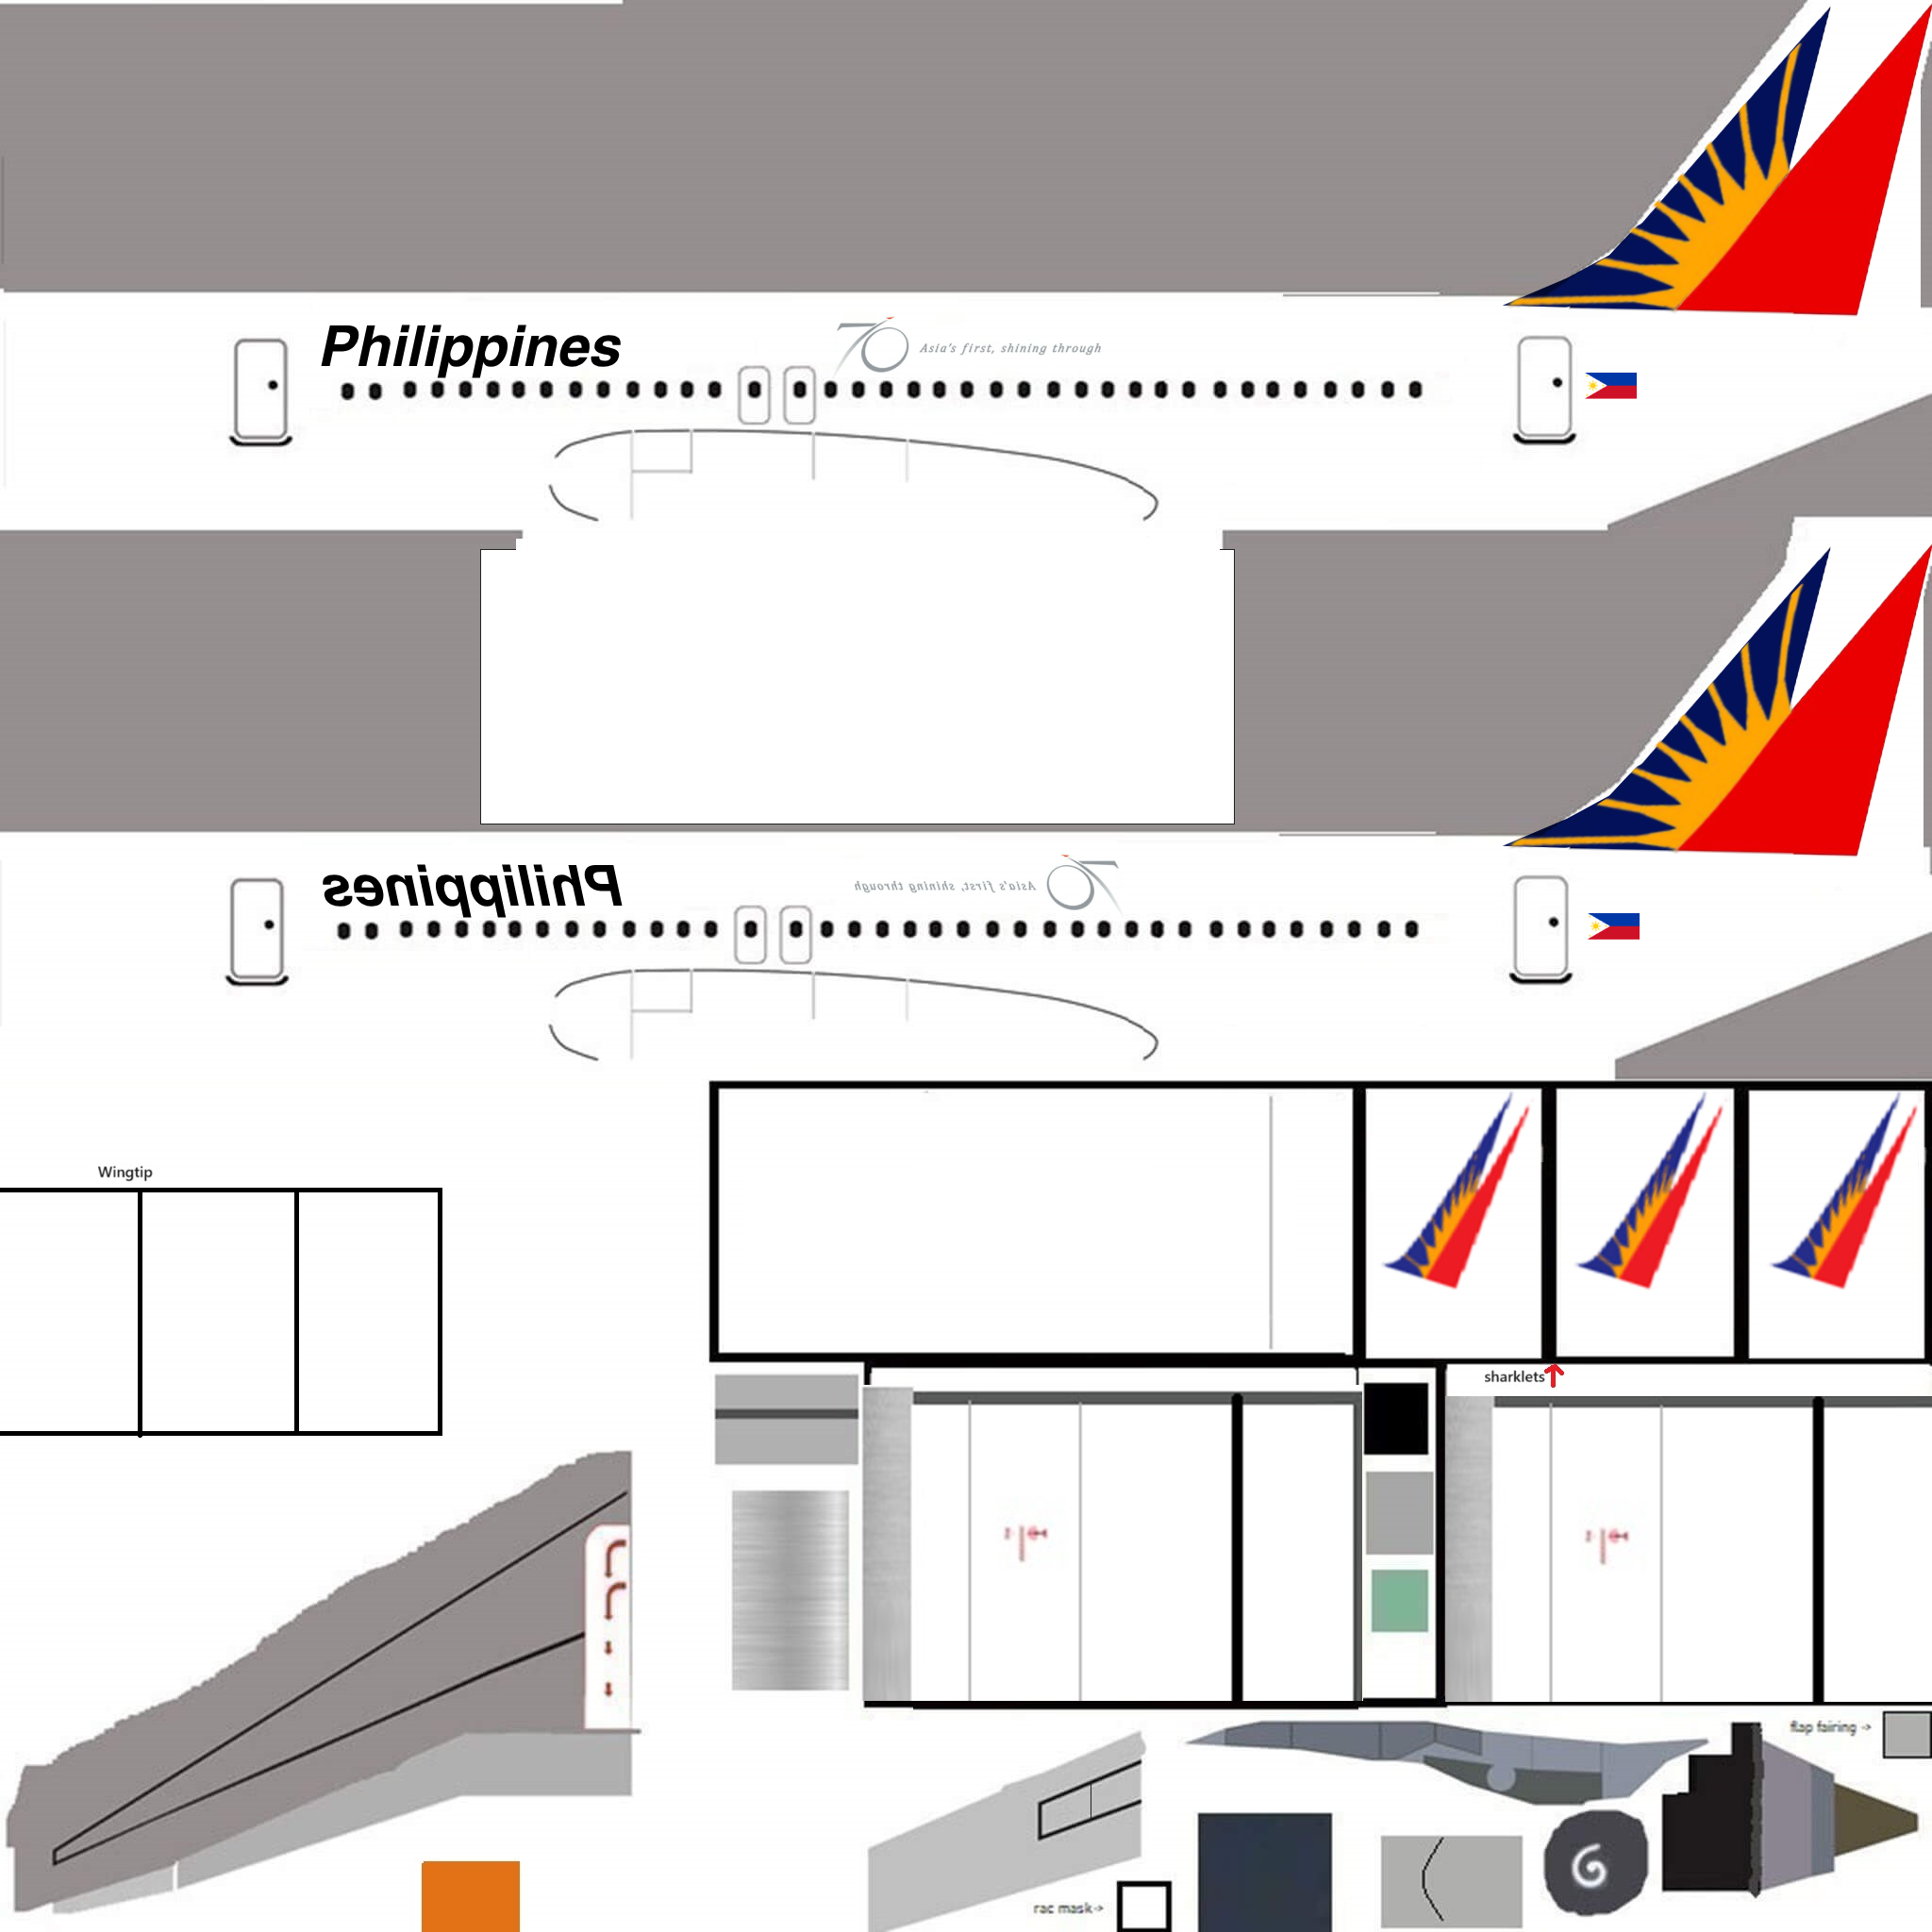 Philippines
70 Asia's first, shining through
Philippines
Asia's first, shining through 70
Wingtip
sharklets
flap fairing ->
rac mask->